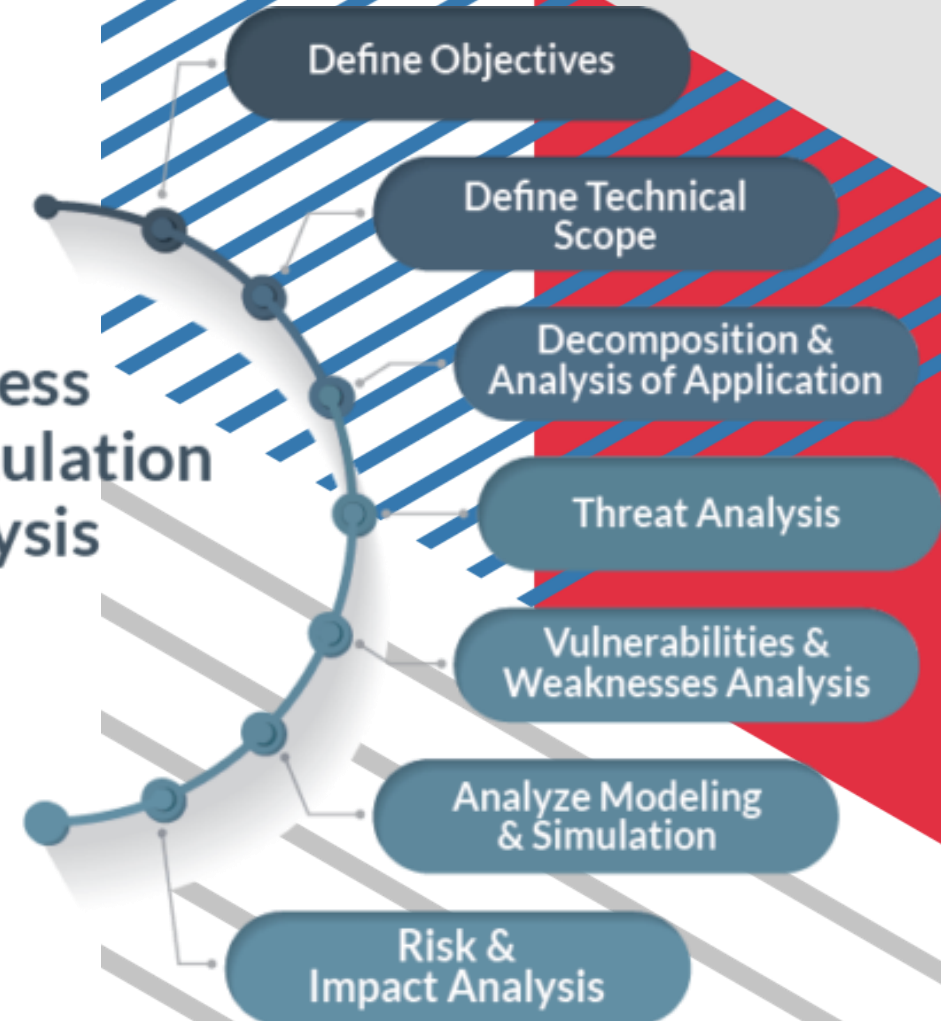 Define Objectives
Define Technical
Scope
Decomposition &
Analysis of Application
ess
ulation
ysis
Threat Analysis
Vulnerabilities &
Weaknesses Analysis
Analyze Modeling
& Simulation
Risk &
Impact Analysis